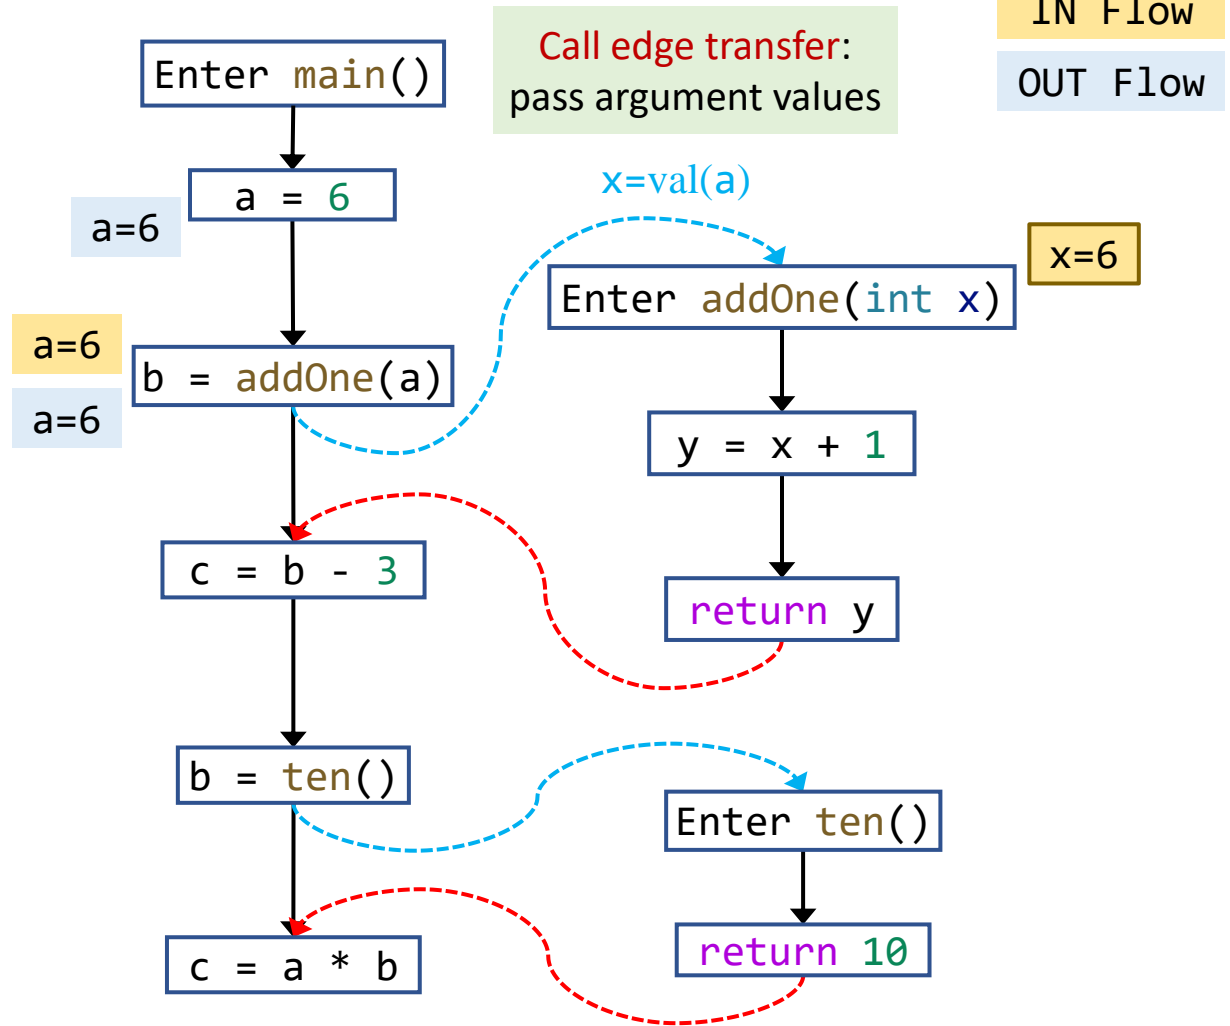 IN Flow
OUT Flow
Call edge transfer:
pass argument values
Enter main()
a = 6
a=6
x=val(a)
x=6
Enter addOne(int x)
a=6
b = addOne(a)
a=6
y = x + 1
c = b - 3
return y
b = ten()
Enter ten()
c = a * b
return 10